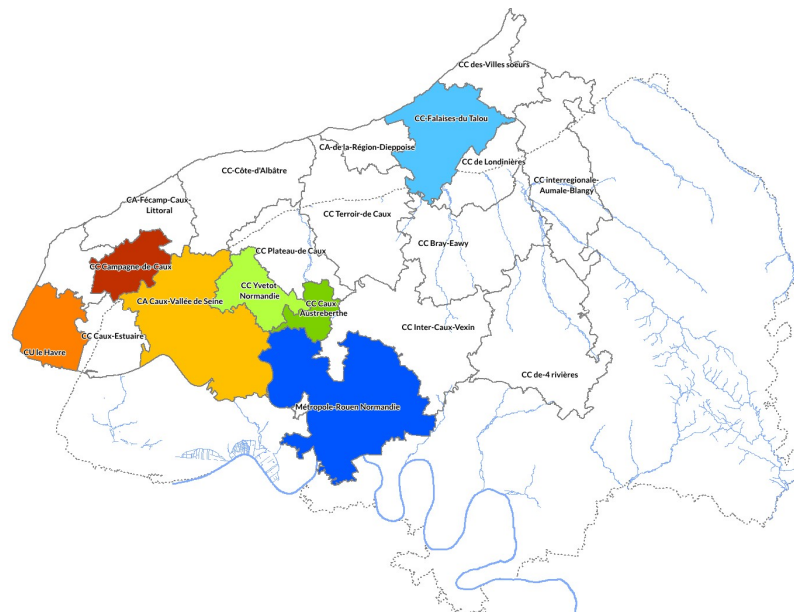 CC des-Villes soeurs
CC-Falaises-du Talou
CA-de-la-Région-Dieppoise
CC de Londinières
CC-Côte-d'Albâtre
CC interregionale-
Aumale-Blangy
CA-Fécamp-Caux-
Littoral
CC Terroir-de Caux
CC Bray-Eawy
CC Plateau-de Caux
CC Campagne-de-Caux
CC Yvetot
Normandie
CA Caux-Vallée de Seine
CC Caux
Austreberthe
CC Inter-Caux-Vexin
CC Caux-Estuaire
CU le Havre
CC de-4 rivières
Métropole-Rouen Normandie